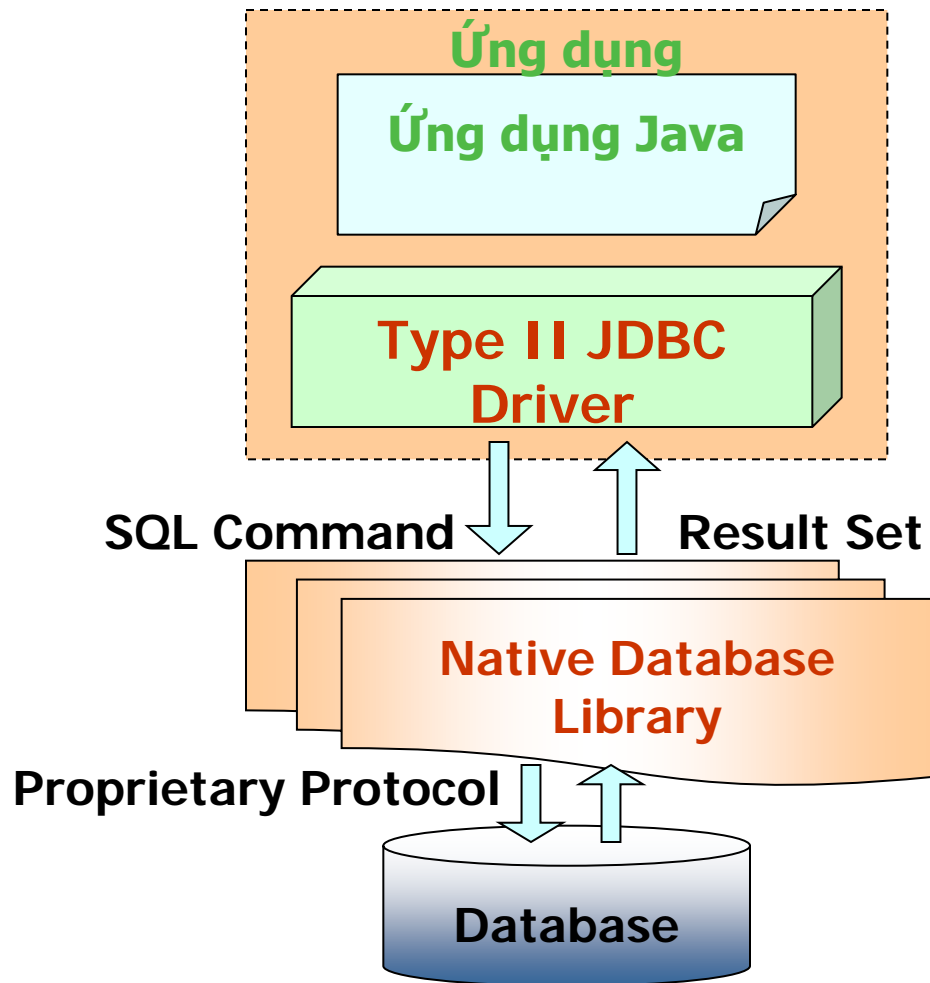 Ứng dụng
Ứng dụng Java
Type II JDBC
Driver
SQL Command
Result Set
Native Database
Library
Proprietary Protocol
Database